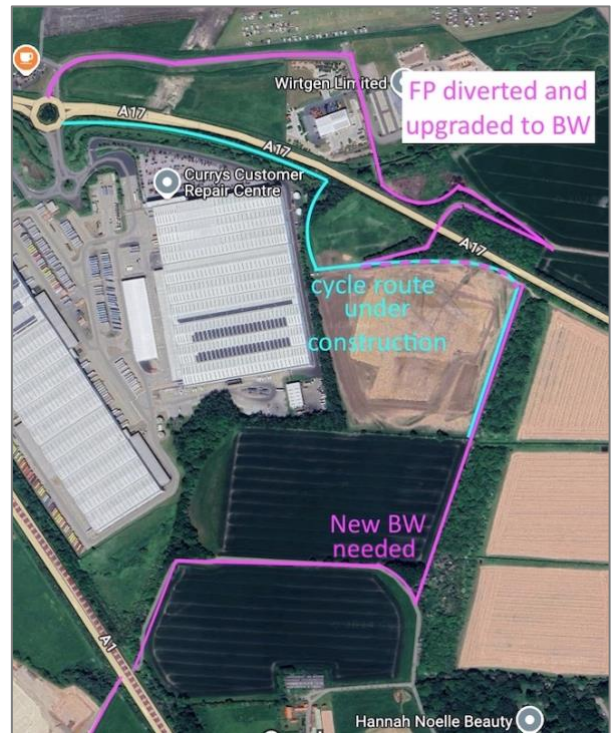 Wirtgen Limited
FP diverted and
upgraded to BW
A17
A17
Currys Customer
Repair Centre
A17
cycle route
under
construction
New BW
needed
A1
Hannah Noelle Beauty